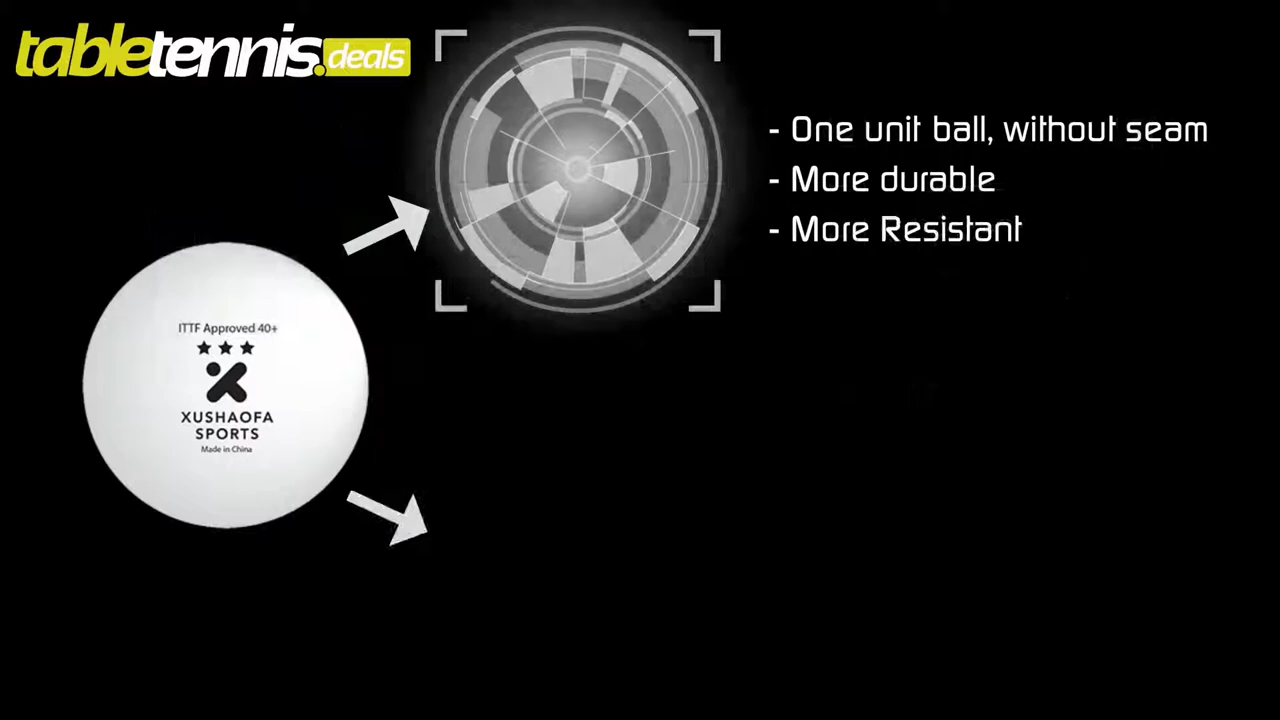 tabletennis.deals
- One unit ball, without seam
- More durable
- More Resistant
ITTF Approved 40+
XUSHAOFA
SPORTS
Made in China